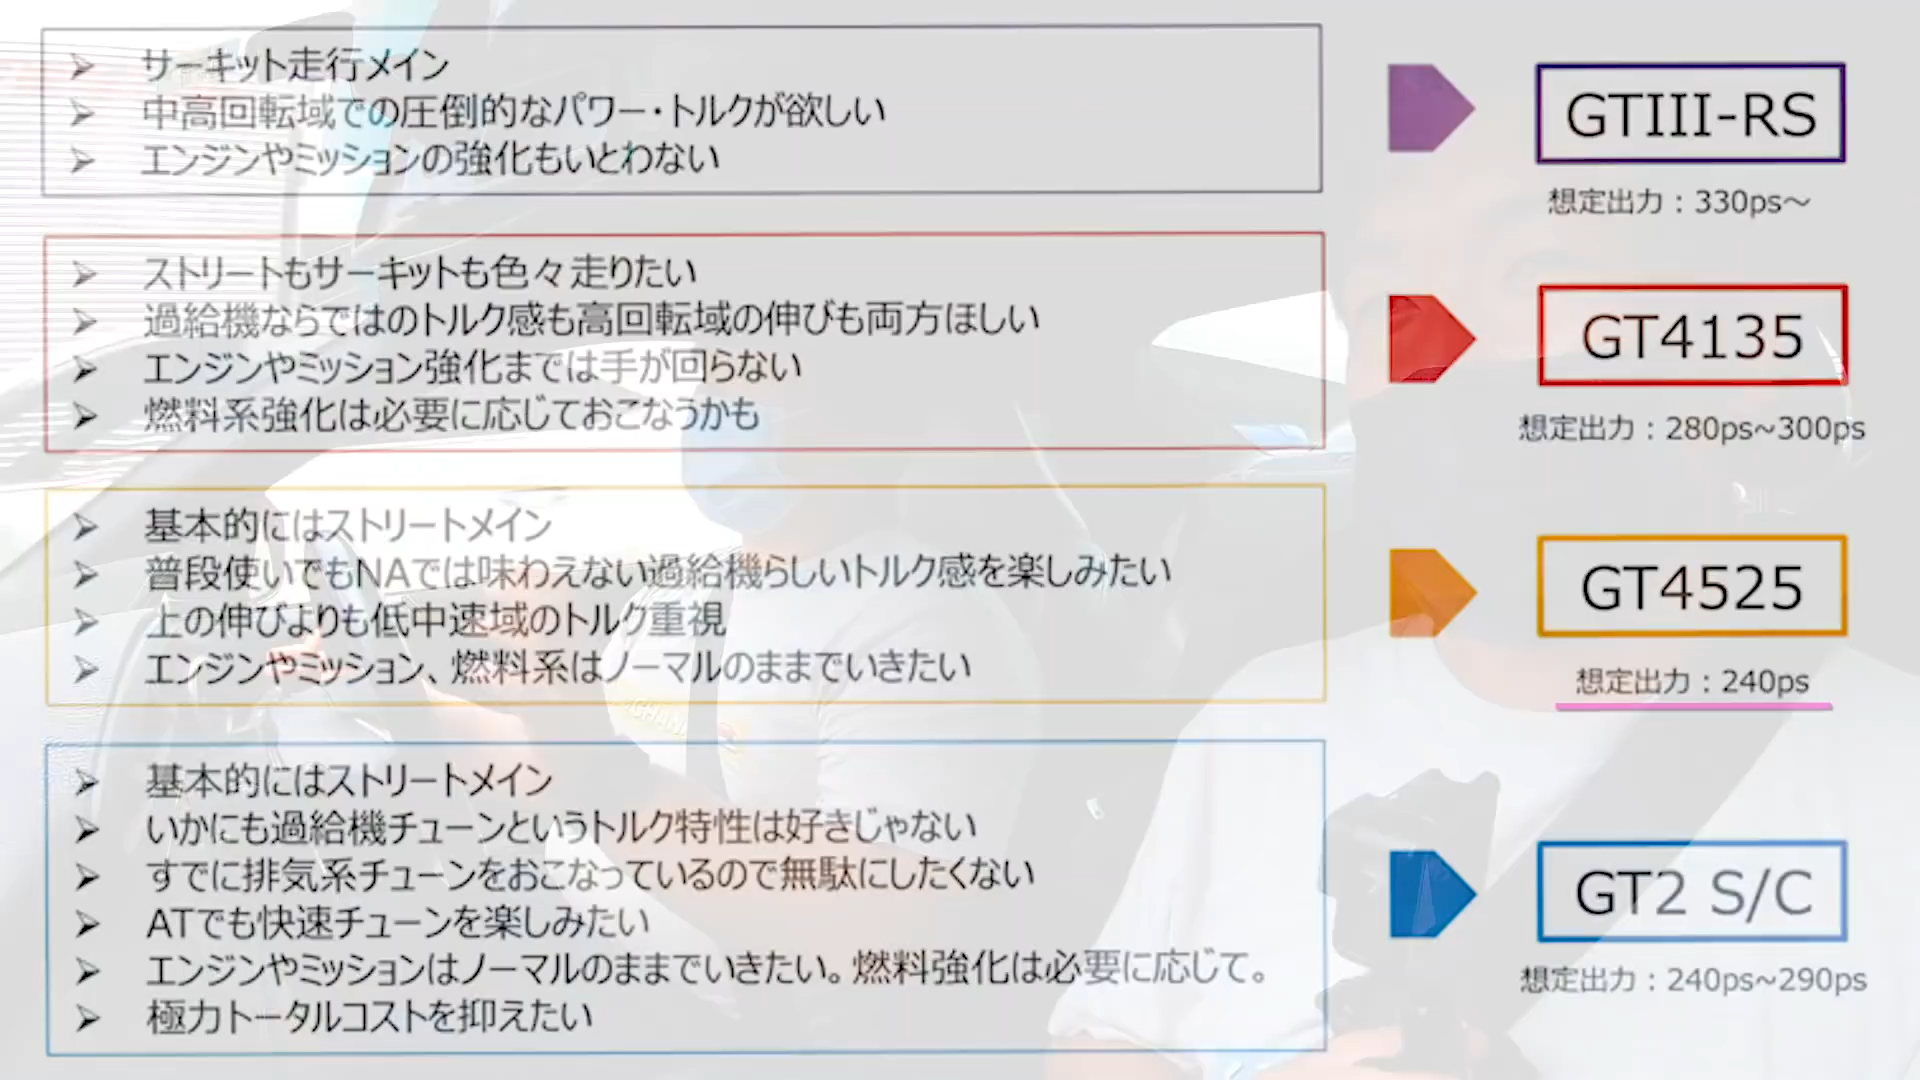 サーキット走行メイン
中高回転域での圧倒的なパワー・トルクが欲しい
エンジンやミッションの強化もいとわない
GTIII-RS
想定出力：330ps～
ストリートもサーキットも色々走りたい
過給機ならではのトルク感も高回転域の伸びも両方ほしい
エンジンやミッション強化までは手が回らない
燃料系強化は必要に応じておこなうかも
GT4135
想定出力：280ps~300ps
基本的にはストリートメイン
普段使いでもNAでは味わえない過給機らしいトルク感を楽しみたい
上の伸びよりも低中速域のトルク重視
エンジンやミッション、燃料系はノーマルのままでいきたい
GT4525
想定出力：240ps
基本的にはストリートメイン
いかにも過給機チューンというトルク特性は好きじゃない
すでに排気系チューンをおこなっているので無駄にしたくない
ATでも快速チューンを楽しみたい
エンジンやミッションはノーマルのままでいきたい。燃料強化は必要に応じて。
極力トータルコストを抑えたい
GT2 S/C
想定出力：240ps~290ps